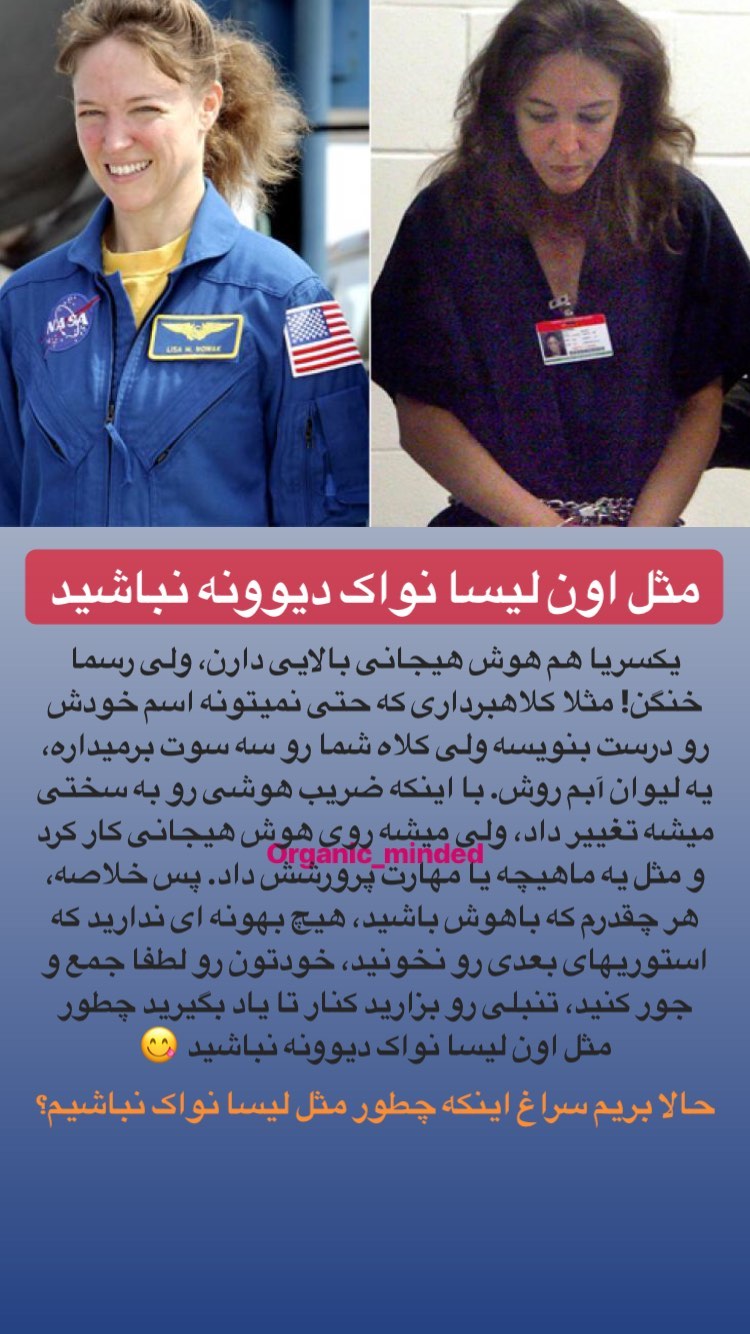 NASA
LISA M. NOWAK
مثل اون لیسا نواک دیوونه نباشید
یکسریا هم هوش هیجانی بالایی دارن، ولی رسما
خنگن! مثلا کلاهبرداری که حتی نمیتونه اسم خودش
رو درست بنویسه ولی کلاه شما رو سه سوت برمیداره،
یه لیوان آبم روش. با اینکه ضریب هوشی رو به سختی
میشه تغییر داد، ولی میشه روی هوش هیجانی کار کرد
Organic_minded
و مثل یه ماهیچه یا مهارت پرورشش داد. پس خلاصه،
هر چقدرم که باهوش باشید، هیچ بهونه ای ندارید که
استوریهای بعدی رو نخونید، خودتون رو لطفا جمع و
جور کنید، تنبلی رو بزارید کنار تا یاد بگیرید چطور
مثل اون لیسا نواک دیوونه نباشید 😋
حالا بریم سراغ اینکه چطور مثل لیسا نواک نباشیم؟